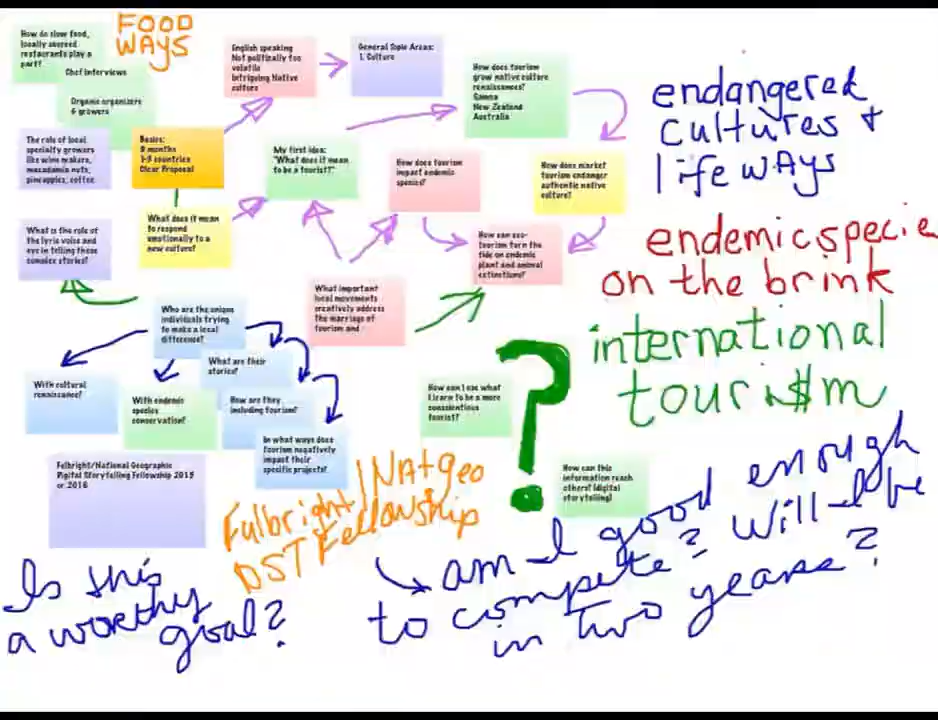 How do slow food,
locally sourced
restaurants play a
part?
FOOD
WAYS
Chef Interviews
Organic organizers
& growers
English speaking
Not politically too
volatile
Intriguing Native
culture
General Topic Areas:
1. Culture
How does tourism
grow native culture
renaissances?
Samoa
New Zealand
Australia
endangered
cultures +
lifeways
The role of local
specialty growers
like wine makers,
macadamia nuts,
pineapples, coffee
Basics:
9 months
1-3 countries
Clear Proposal
My first idea:
"What does it mean
to be a tourist?"
How does tourism
impact endemic
species?
How does market
tourism endanger
authentic native
culture?
What is the role of
the lyric voice and
eye in telling these
complex stories?
What does it mean
to respond
emotionally to a
new culture?
How can eco-
tourism turn the
tide on endemic
plant and animal
extinctions?
endemic specie
on the brink
What important
local movements
creatively address
the marriage of
tourism and
Who are the unique
individuals trying
to make a local
difference?
international
touri$m
What are their
stories?
With cultural
renaissance?
With endemic
species
conservation?
How are they
including tourism?
How can I use what
I learn to be a more
conscientious
tourist?
?
In what ways does
tourism negatively
impact their
specific projects?
Fulbright/National Geographic
Digital Storytelling Fellowship 2015
or 2016
Fulbright/NAtgeo
DST Fellowship
How can this
information reach
others? (digital
storytelling)
Is this
a worthy
goal?
am I good enough
to compete? Will I be
in two years?